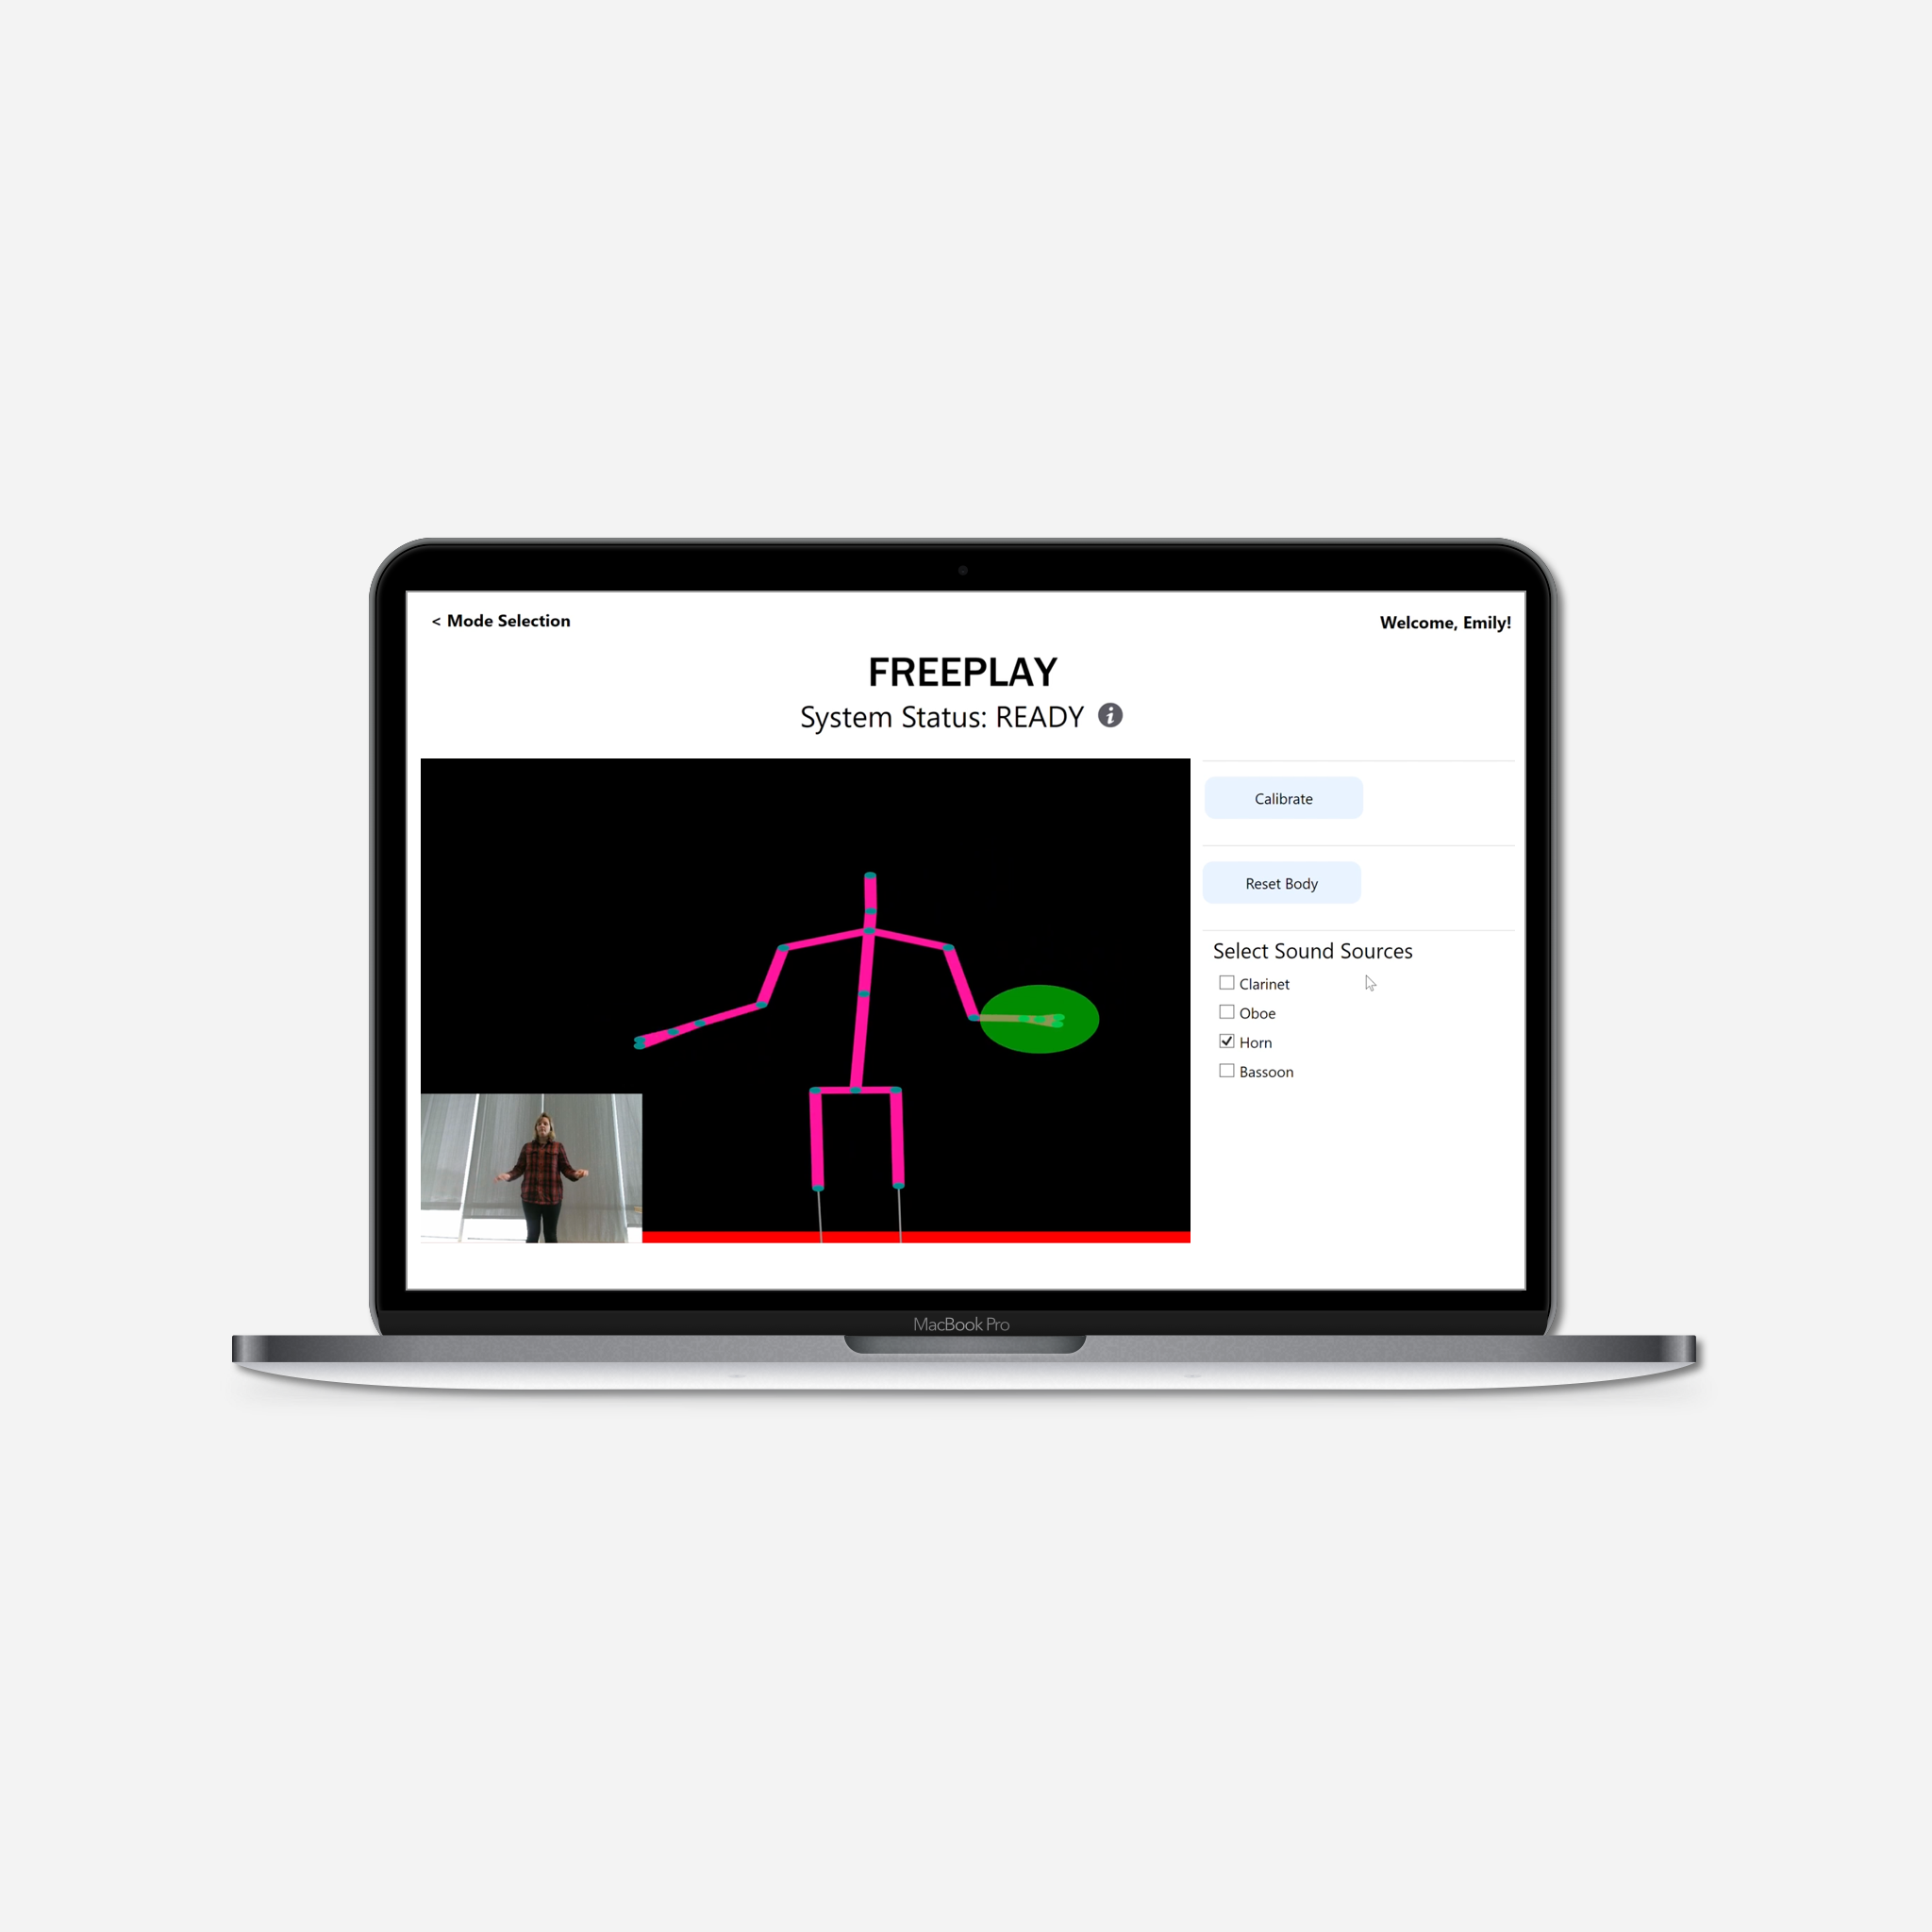 < Mode Selection
Welcome, Emily!
FREEPLAY
System Status: READY
Calibrate
Reset Body
Select Sound Sources
Clarinet
Oboe
Horn
Bassoon
MacBook Pro